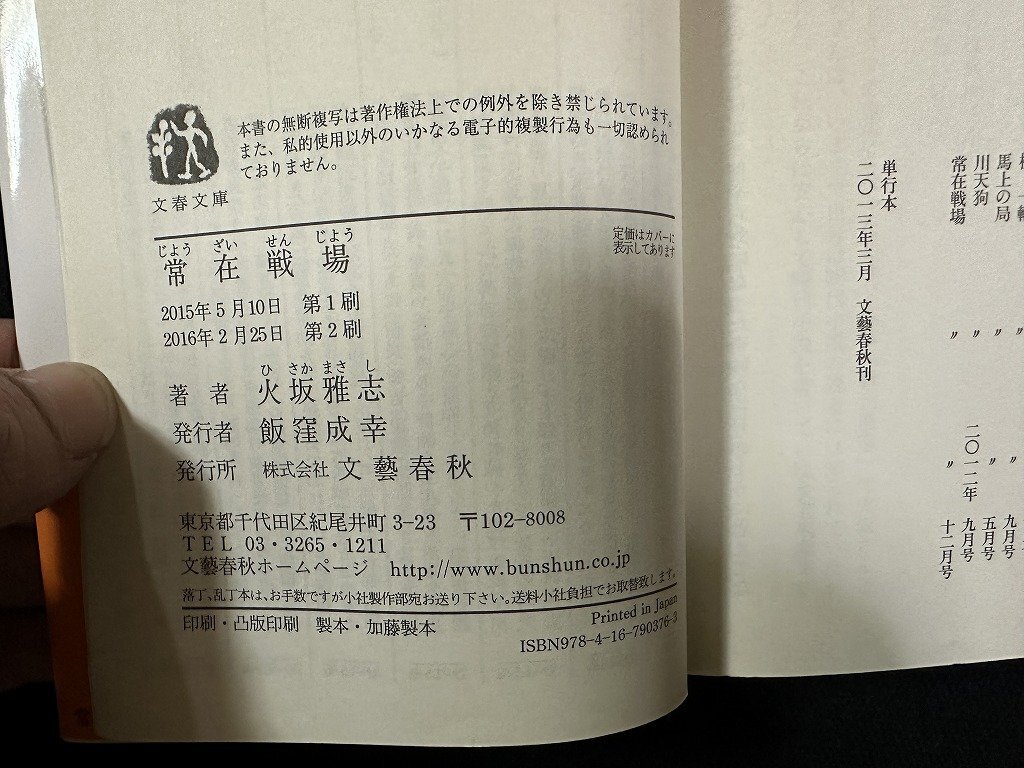 本書の無断複写は著作権法上での例外を除き禁じられています。
また、私的使用以外のいかなる電子的複製行為も一切認められ
ておりません。
文春文庫
定価はカバーに
表示してあります
じよう ざい せん じよう
常在戦場
2015年5月10日 第1刷
2016年2月25日 第2刷
ひ さか まさ し
著者 火坂雅志
発行者 飯窪成幸
発行所 株式会社 文藝春秋
東京都千代田区紀尾井町 3-23 〒102-8008
TEL 03・3265・1211
文藝春秋ホームページ http://www.bunshun.co.jp
落丁、乱丁本は、お手数ですが小社製作部宛お送り下さい。送料小社負担でお取替致します。
印刷・凸版印刷 製本・加藤製本
Printed in Japan
ISBN978-4-16-790376-3
馬上の局 〃 〃 九月号
川天狗 〃 〃 五月号
常在戦場 〃 二〇一二年 九月号
〃 十二月号
単行本
二〇一三年三月 文藝春秋刊